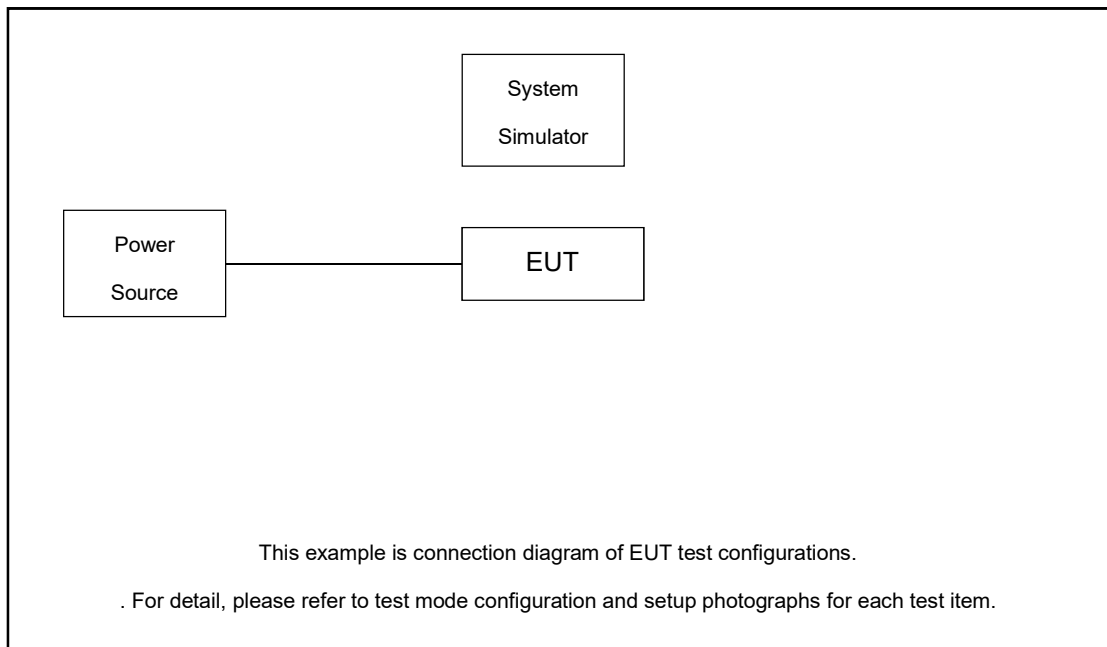 System
Simulator
Power
Source
EUT
This example is connection diagram of EUT test configurations.
. For detail, please refer to test mode configuration and setup photographs for each test item.